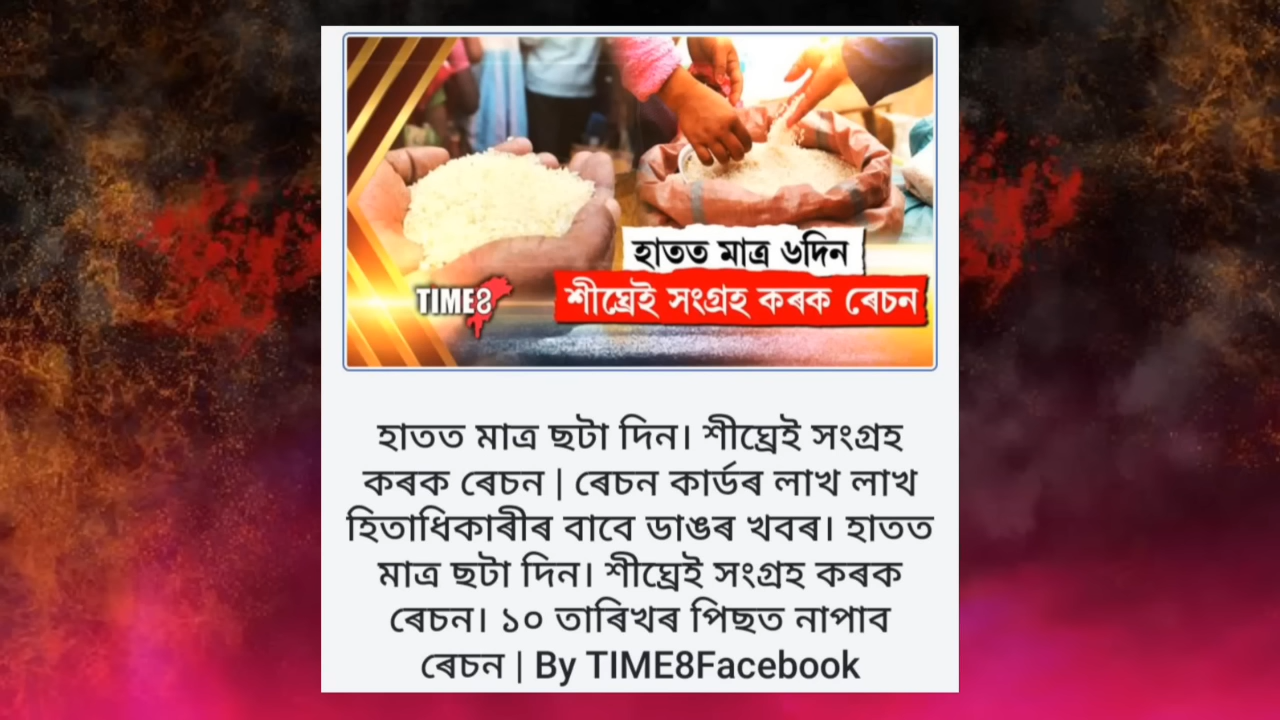 হাতত মাত্ৰ ৬দিন
TIME8
শীঘ্ৰেই সংগ্ৰহ কৰক ৰেচন
হাতত মাত্ৰ ছটা দিন। শীঘ্ৰেই সংগ্ৰহ
কৰক ৰেচন | ৰেচন কাৰ্ডৰ লাখ লাখ
হিতাধিকাৰীৰ বাবে ডাঙৰ খবৰ। হাতত
মাত্ৰ ছটা দিন। শীঘ্ৰেই সংগ্ৰহ কৰক
ৰেচন। ১০ তাৰিখৰ পিছত নাপাব
ৰেচন | By TIME8Facebook